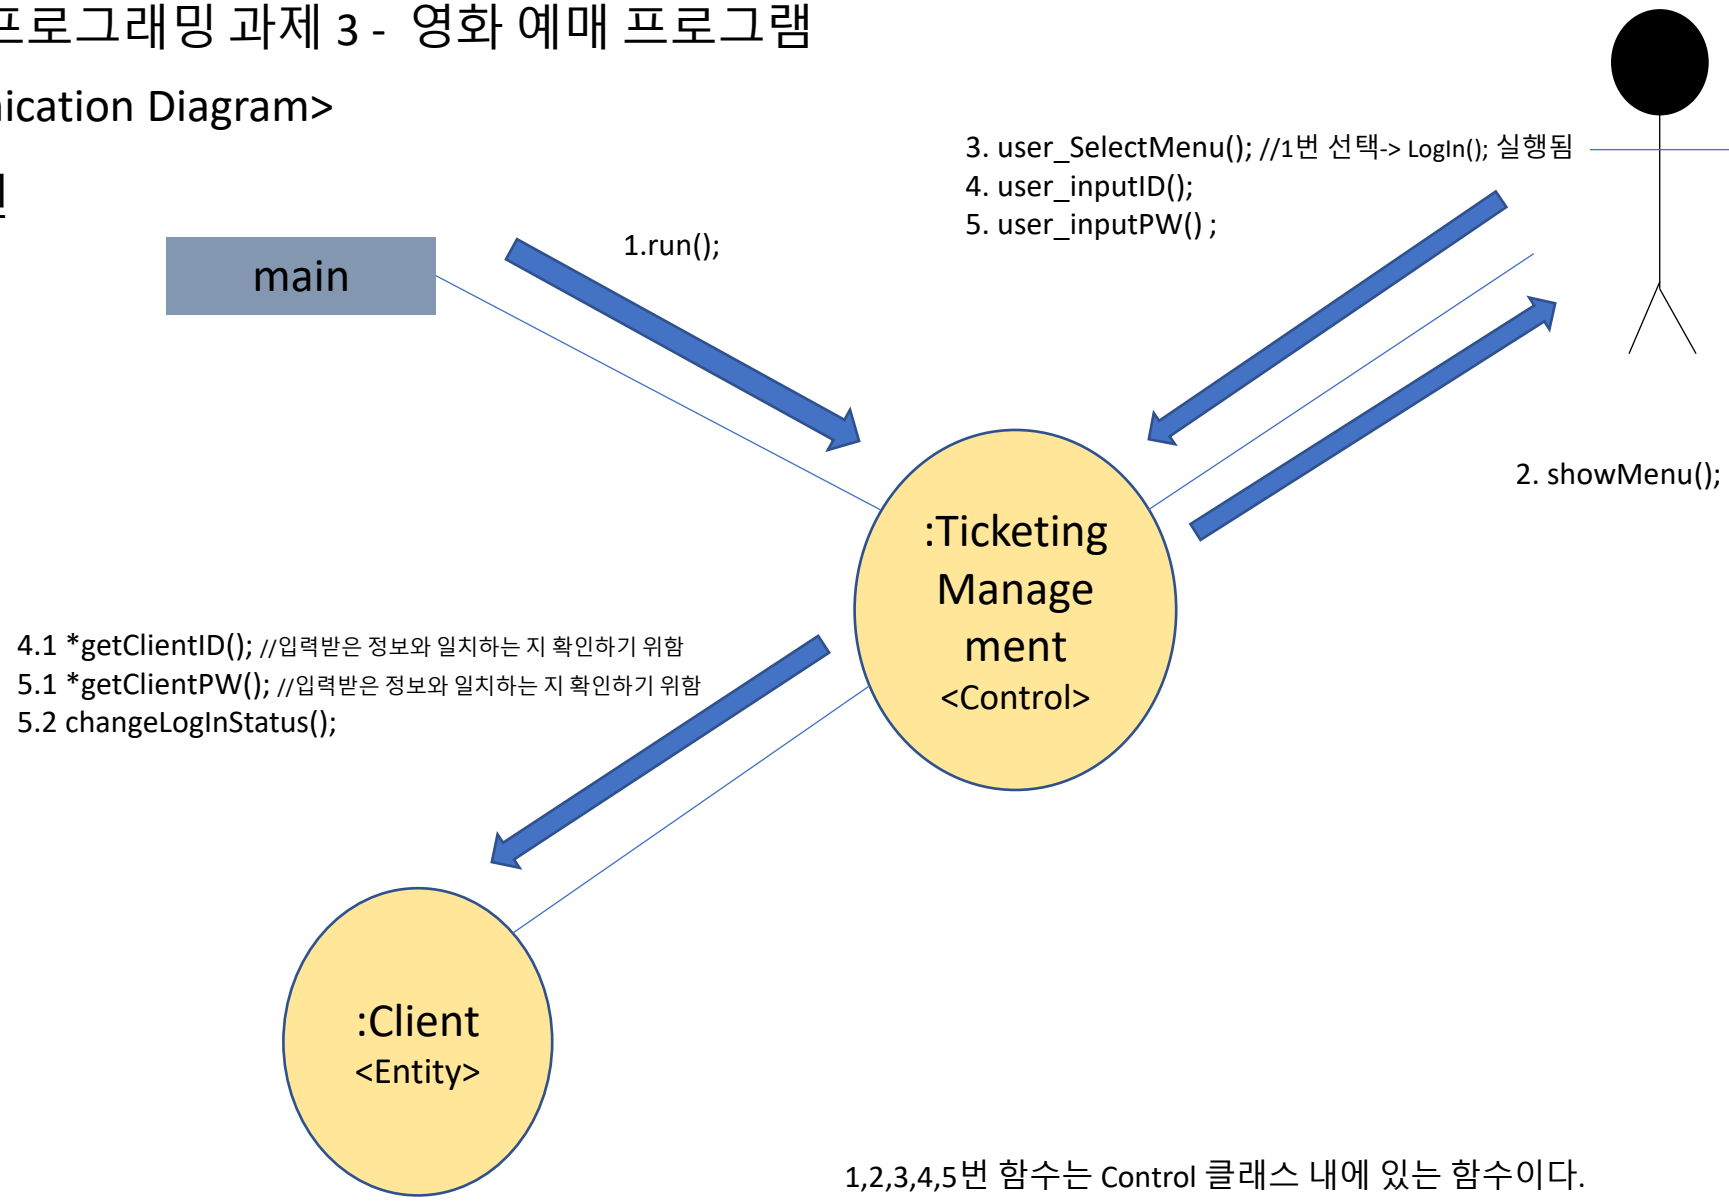 프로그래밍 과제 3 - 영화 예매 프로그램
ication Diagram>
3. user_SelectMenu(); //1번 선택-> LogIn(); 실행됨
4. user_inputID();
5. user_inputPW() ;
1.run();
main
2. showMenu();
:Ticketing
Manage
ment
<Control>
4.1 *getClientID(); //입력받은 정보와 일치하는 지 확인하기 위함
5.1 *getClientPW(); //입력받은 정보와 일치하는 지 확인하기 위함
5.2 changeLogInStatus();
:Client
<Entity>
1,2,3,4,5번 함수는 Control 클래스 내에 있는 함수이다.